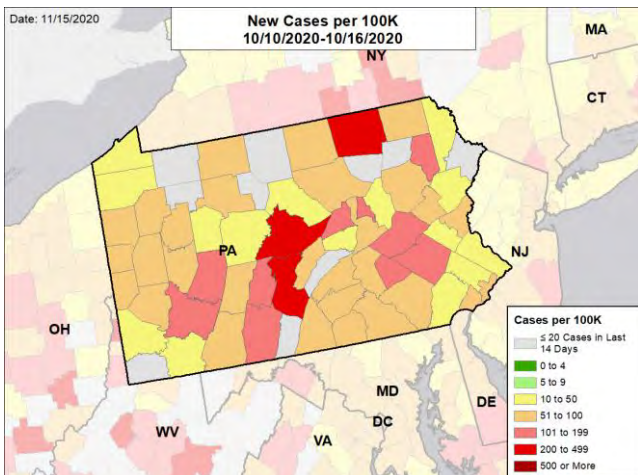 Date: 11/15/2020
New Cases per 100K
10/10/2020-10/16/2020
NY
MA
CT
PA
NJ
OH
MD
DE
DC
WV
VA
Cases per 100K
≤ 20 Cases in Last
14 Days
0 to 4
5 to 9
10 to 50
51 to 100
101 to 199
200 to 499
500 or More